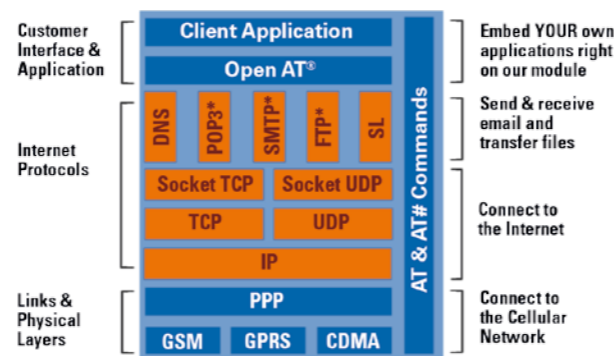 Customer
Interface &
Application
Client Application
Open AT®
Embed YOUR own
applications right
on our module
Internet
Protocols
DNS
POP3*
SMTP*
FTP*
SL
Send & receive
email and
transfer files
Socket TCP
Socket UDP
TCP
UDP
IP
Connect to
the Internet
AT & AT# Commands
Links &
Physical
Layers
PPP
GSM
GPRS
CDMA
Connect to
the Cellular
Network